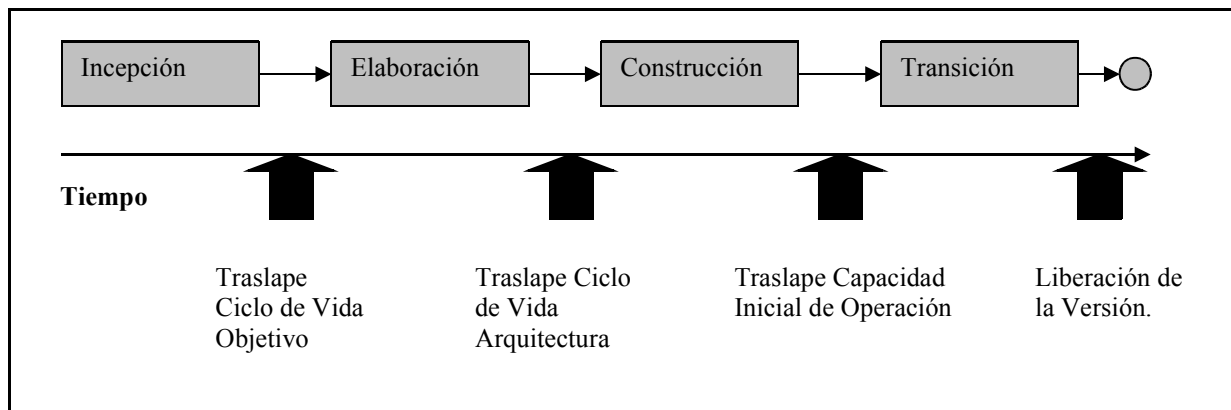 Incepción
Elaboración
Construcción
Transición
Tiempo
Traslape
Ciclo de Vida
Objetivo
Traslape Ciclo
de Vida
Arquitectura
Traslape Capacidad
Inicial de Operación
Liberación de
la Versión.